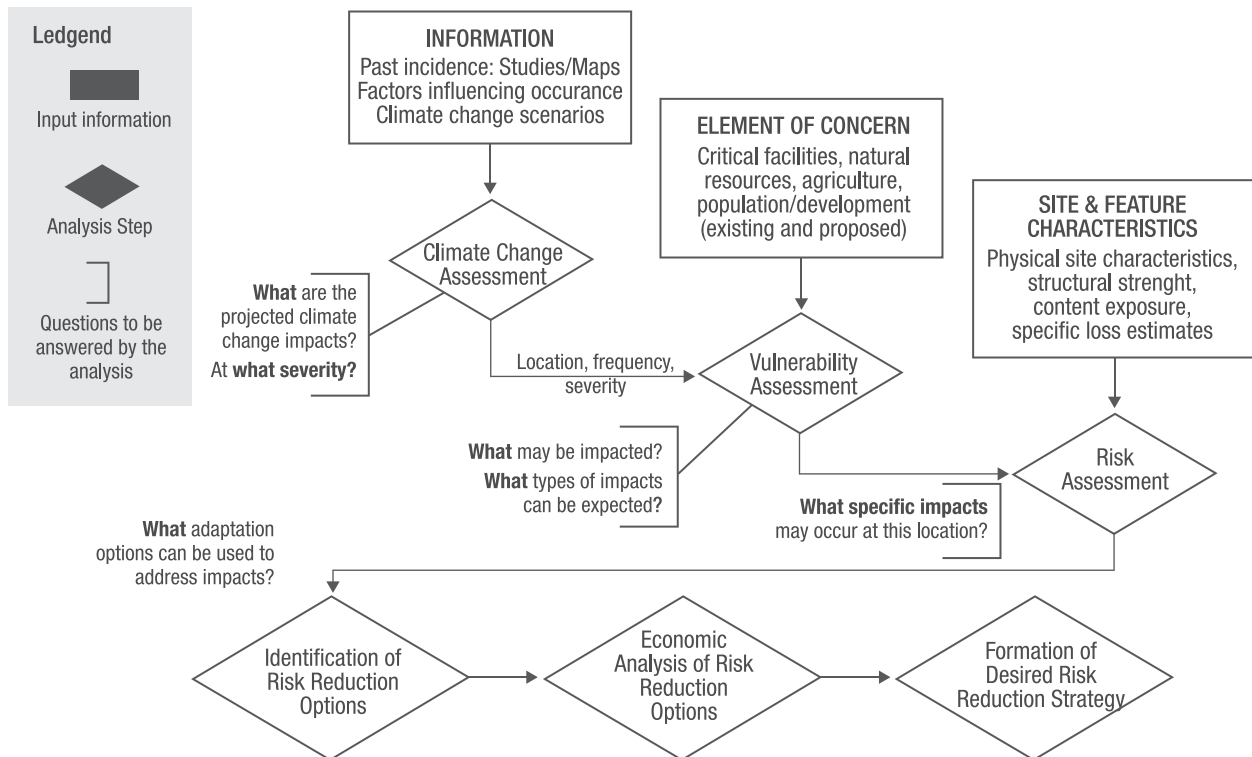 Ledgend
Input information
Analysis Step
Questions to be
answered by the
analysis
INFORMATION
Past incidence: Studies/Maps
Factors influencing occurance
Climate change scenarios
ELEMENT OF CONCERN
Critical facilities, natural
resources, agriculture,
population/development
(existing and proposed)
SITE & FEATURE
CHARACTERISTICS
Physical site characteristics,
structural strenght,
content exposure,
specific loss estimates
Climate Change
Assessment
What are the
projected climate
change impacts?
At what severity?
Location, frequency,
severity
Vulnerability
Assessment
What may be impacted?
What types of impacts
can be expected?
Risk
Assessment
What specific impacts
may occur at this location?
What adaptation
options can be used to
address impacts?
Identification of
Risk Reduction
Options
Economic
Analysis of Risk
Reduction
Options
Formation of
Desired Risk
Reduction Strategy